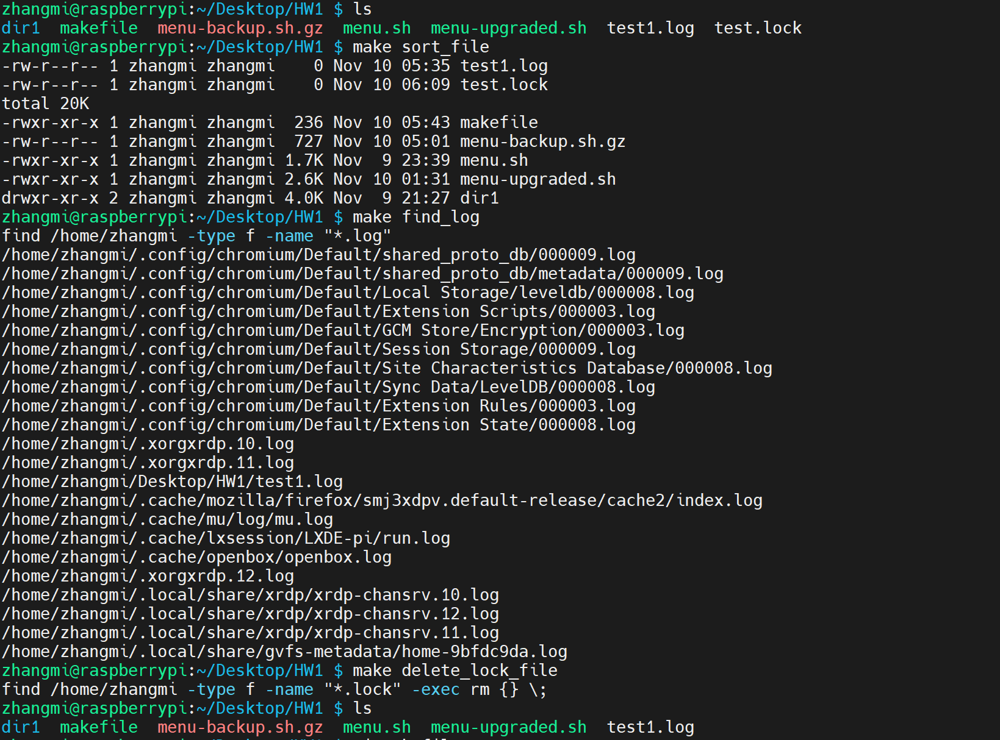 zhangmi@raspberrypi:~/Desktop/HW1 $ ls
dir1  makefile  menu-backup.sh.gz  menu.sh  menu-upgraded.sh  test1.log  test.lock
zhangmi@raspberrypi:~/Desktop/HW1 $ make sort_file
-rw-r--r-- 1 zhangmi zhangmi    0 Nov 10 05:35 test1.log
-rw-r--r-- 1 zhangmi zhangmi    0 Nov 10 06:09 test.lock
total 20K
-rwxr-xr-x 1 zhangmi zhangmi  236 Nov 10 05:43 makefile
-rw-r--r-- 1 zhangmi zhangmi  727 Nov 10 05:01 menu-backup.sh.gz
-rwxr-xr-x 1 zhangmi zhangmi 1.7K Nov  9 23:39 menu.sh
-rwxr-xr-x 1 zhangmi zhangmi 2.6K Nov 10 01:31 menu-upgraded.sh
drwxr-xr-x 2 zhangmi zhangmi 4.0K Nov  9 21:27 dir1
zhangmi@raspberrypi:~/Desktop/HW1 $ make find_log
find /home/zhangmi -type f -name "*.log"
/home/zhangmi/.config/chromium/Default/shared_proto_db/000009.log
/home/zhangmi/.config/chromium/Default/shared_proto_db/metadata/000009.log
/home/zhangmi/.config/chromium/Default/Local Storage/leveldb/000008.log
/home/zhangmi/.config/chromium/Default/Extension Scripts/000003.log
/home/zhangmi/.config/chromium/Default/GCM Store/Encryption/000003.log
/home/zhangmi/.config/chromium/Default/Session Storage/000009.log
/home/zhangmi/.config/chromium/Default/Site Characteristics Database/000008.log
/home/zhangmi/.config/chromium/Default/Sync Data/LevelDB/000008.log
/home/zhangmi/.config/chromium/Default/Extension Rules/000003.log
/home/zhangmi/.config/chromium/Default/Extension State/000008.log
/home/zhangmi/.xorgxrdp.10.log
/home/zhangmi/.xorgxrdp.11.log
/home/zhangmi/Desktop/HW1/test1.log
/home/zhangmi/.cache/mozilla/firefox/smj3xdpv.default-release/cache2/index.log
/home/zhangmi/.cache/mu/log/mu.log
/home/zhangmi/.cache/lxsession/LXDE-pi/run.log
/home/zhangmi/.cache/openbox/openbox.log
/home/zhangmi/.xorgxrdp.12.log
/home/zhangmi/.local/share/xrdp/xrdp-chansrv.10.log
/home/zhangmi/.local/share/xrdp/xrdp-chansrv.12.log
/home/zhangmi/.local/share/xrdp/xrdp-chansrv.11.log
/home/zhangmi/.local/share/gvfs-metadata/home-9bfdc9da.log
zhangmi@raspberrypi:~/Desktop/HW1 $ make delete_lock_file
find /home/zhangmi -type f -name "*.lock" -exec rm {} \;
zhangmi@raspberrypi:~/Desktop/HW1 $ ls
dir1  makefile  menu-backup.sh.gz  menu.sh  menu-upgraded.sh  test1.log